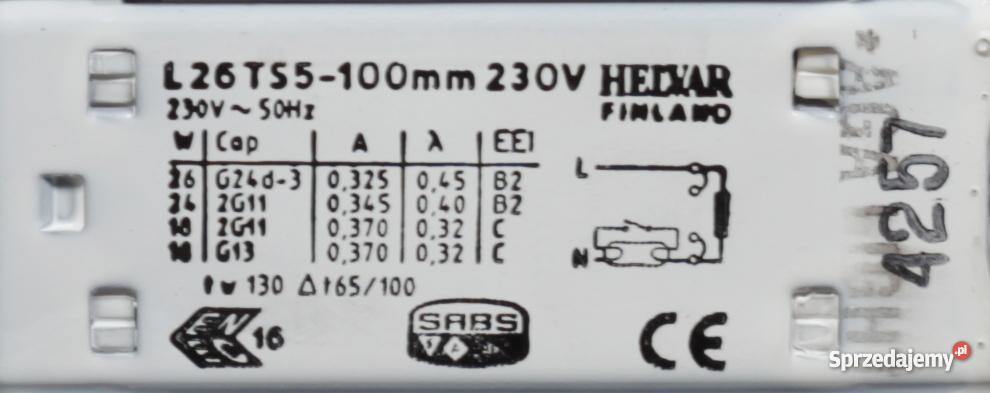 L26TS5-100mm 230V HELVAR
FINLAND
230V ~ 50Hz
W Cap A λ EEI
26 G24d-3 0,325 0,45 B2
24 2G11 0,345 0,40 B2
18 2G11 0,370 0,32 C
18 G13 0,370 0,32 C
tw 130 Δt65/100
L
N
ENEC 16
SABS
CE
4257
Sprzedajemy.pl